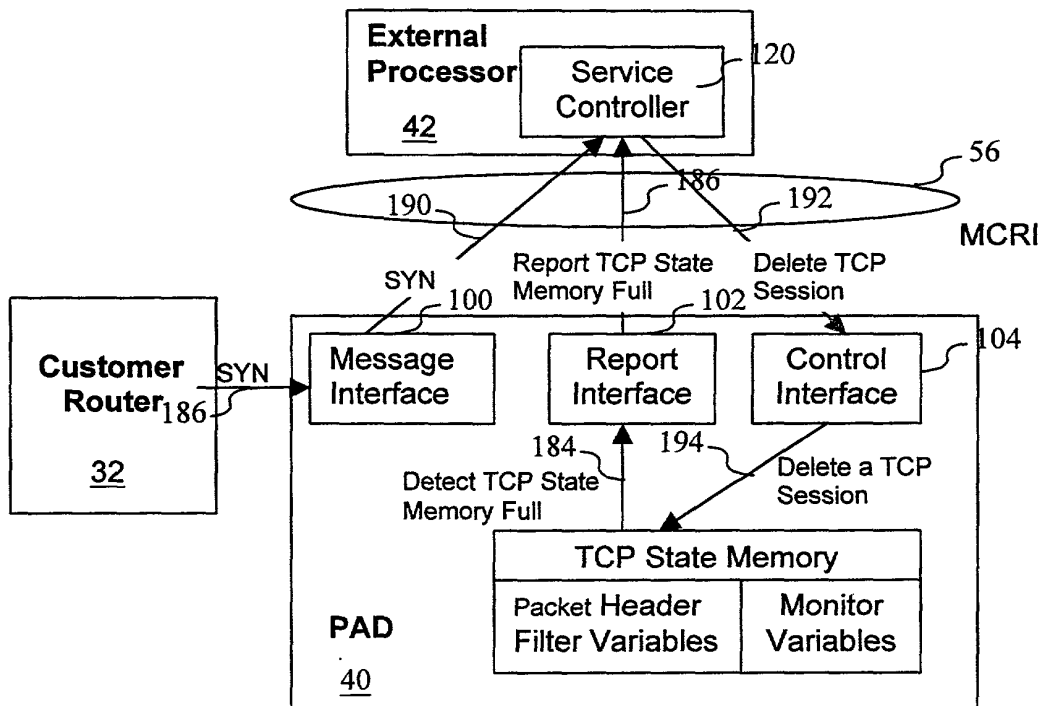 External
Processor
42
Service
Controller
120
56
190
186
192
MCRI
SYN
Report TCP State
Memory Full
Delete TCP
Session
100
102
104
Customer
Router
32
SYN
186
Message
Interface
Report
Interface
Control
Interface
184
194
Detect TCP State
Memory Full
Delete a TCP
Session
TCP State Memory
Packet Header
Filter Variables
Monitor
Variables
PAD
40